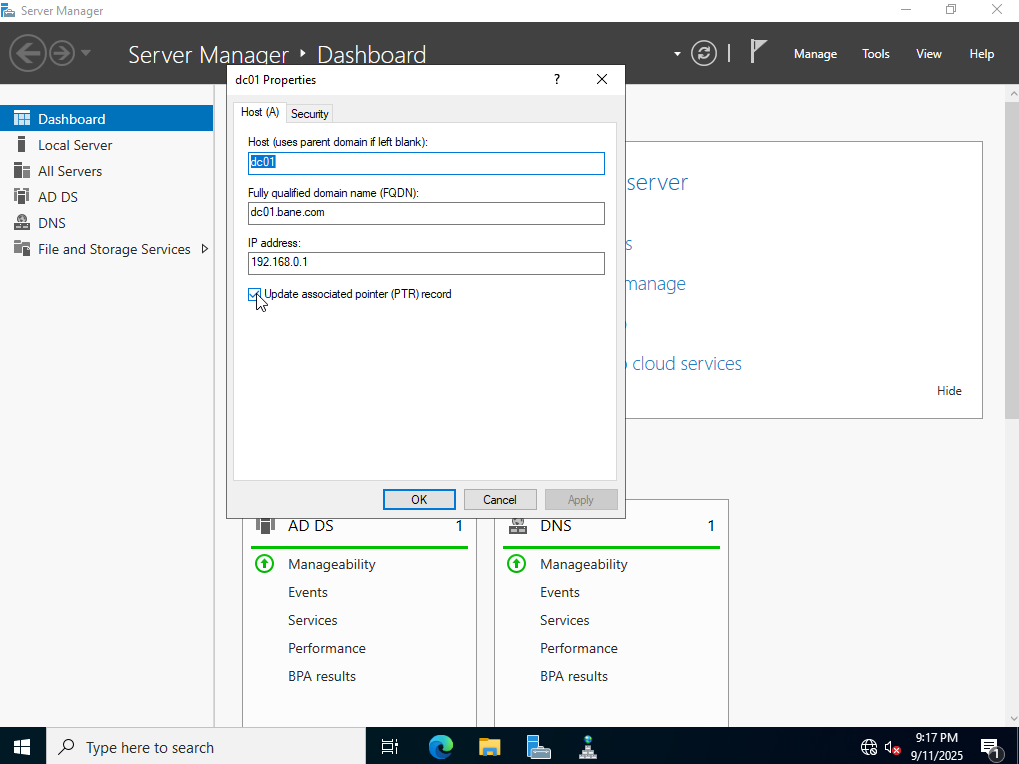 Server Manager
Server Manager ‣ Dashboard
Manage
Tools
View
Help
dc01 Properties
?
Host (A)
Security
Host (uses parent domain if left blank):
dc01
Fully qualified domain name (FQDN):
dc01.bane.com
IP address:
192.168.0.1
Update associated pointer (PTR) record
OK
Cancel
Apply
Dashboard
Local Server
All Servers
AD DS
DNS
File and Storage Services
server
s
manage
cloud services
Hide
AD DS
1
Manageability
Events
Services
Performance
BPA results
DNS
1
Manageability
Events
Services
Performance
BPA results
Type here to search
9:17 PM
9/11/2025
1